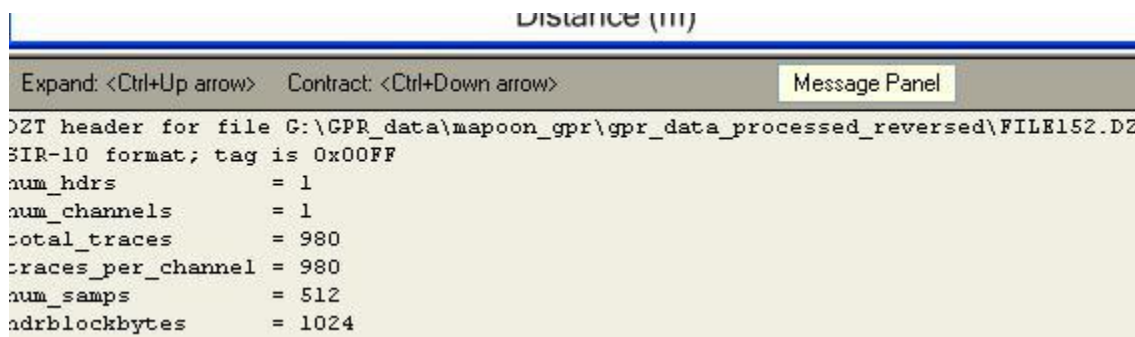 Distance (m)
Expand: <Ctrl+Up arrow> Contract: <Ctrl+Down arrow> Message Panel
DZT header for file G:\GPR_data\mapoon_gpr\gpr_data_processed_reversed\FILE152.DZ
SIR-10 format; tag is 0x00FF
num_hdrs = 1
num_channels = 1
total_traces = 980
traces_per_channel = 980
num_samps = 512
hdrblockbytes = 1024